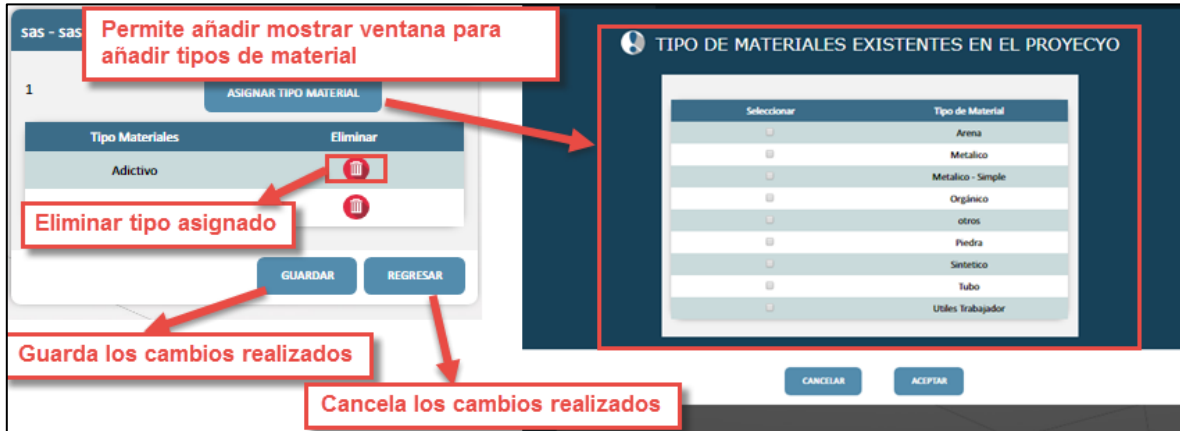 sas - sas
Permite añadir mostrar ventana para
añadir tipos de material
1
ASIGNAR TIPO MATERIAL
Tipo Materiales Eliminar
Adictivo
Eliminar tipo asignado
GUARDAR REGRESAR
Guarda los cambios realizados
Cancela los cambios realizados
TIPO DE MATERIALES EXISTENTES EN EL PROYECYO
Seleccionar Tipo de Material
Arena
Metalico
Metalico - Simple
Orgánico
otros
Piedra
Sintetico
Tubo
Utiles Trabajador
CANCELAR ACEPTAR